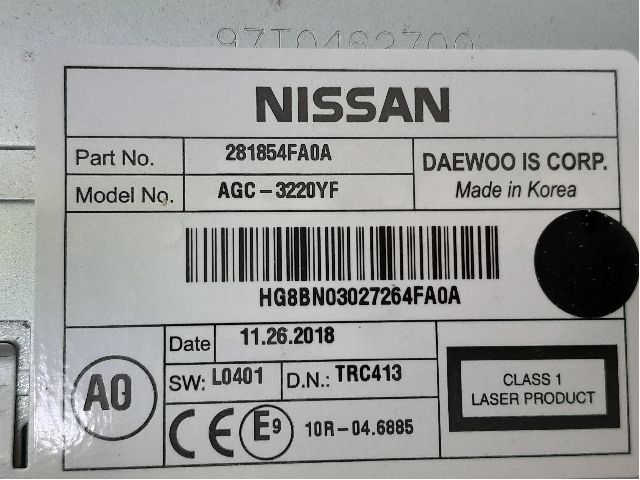 NISSAN
Part No. 281854FA0A
DAEWOO IS CORP.
Model No. AGC-3220YF
Made in Korea
HG8BN03027264FA0A
Date 11.26.2018
A0
SW: L0401 D.N.: TRC413
CE E9 10R-04.6885
CLASS 1
LASER PRODUCT